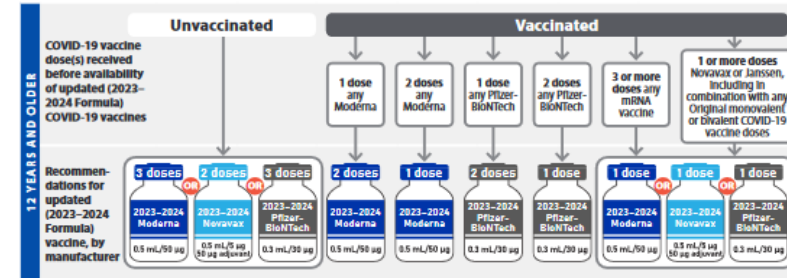 Unvaccinated
Vaccinated
12 YEARS AND OLDER
COVID-19 vaccine
dose(s) received
before availability
of updated (2023–
2024 Formula)
COVID-19 vaccines
1 dose
any
Moderna
2 doses
any
Moderna
1 dose
any Pfizer-
BioNTech
2 doses
any Pfizer-
BioNTech
3 or more
doses any
mRNA
vaccine
1 or more doses
Novavax or Janssen,
including in
combination with any
Original monovalent
or bivalent COVID-19
vaccine doses
Recommen-
dations for
updated
(2023–2024
Formula)
vaccine, by
manufacturer
3 doses
2023–2024
Moderna
0.5 mL/50 µg
OR
2 doses
2023–2024
Novavax
0.5 mL/5 µg
50 µg adjuvant
OR
3 doses
2023–2024
Pfizer-
BioNTech
0.3 mL/30 µg
2 doses
2023–2024
Moderna
0.5 mL/50 µg
1 dose
2023–2024
Moderna
0.5 mL/50 µg
2 doses
2023–2024
Pfizer-
BioNTech
0.3 mL/30 µg
1 dose
2023–2024
Pfizer-
BioNTech
0.3 mL/30 µg
1 dose
2023–2024
Moderna
0.5 mL/50 µg
OR
1 dose
2023–2024
Novavax
0.5 mL/5 µg
50 µg adjuvant
OR
1 dose
2023–2024
Pfizer-
BioNTech
0.3 mL/30 µg